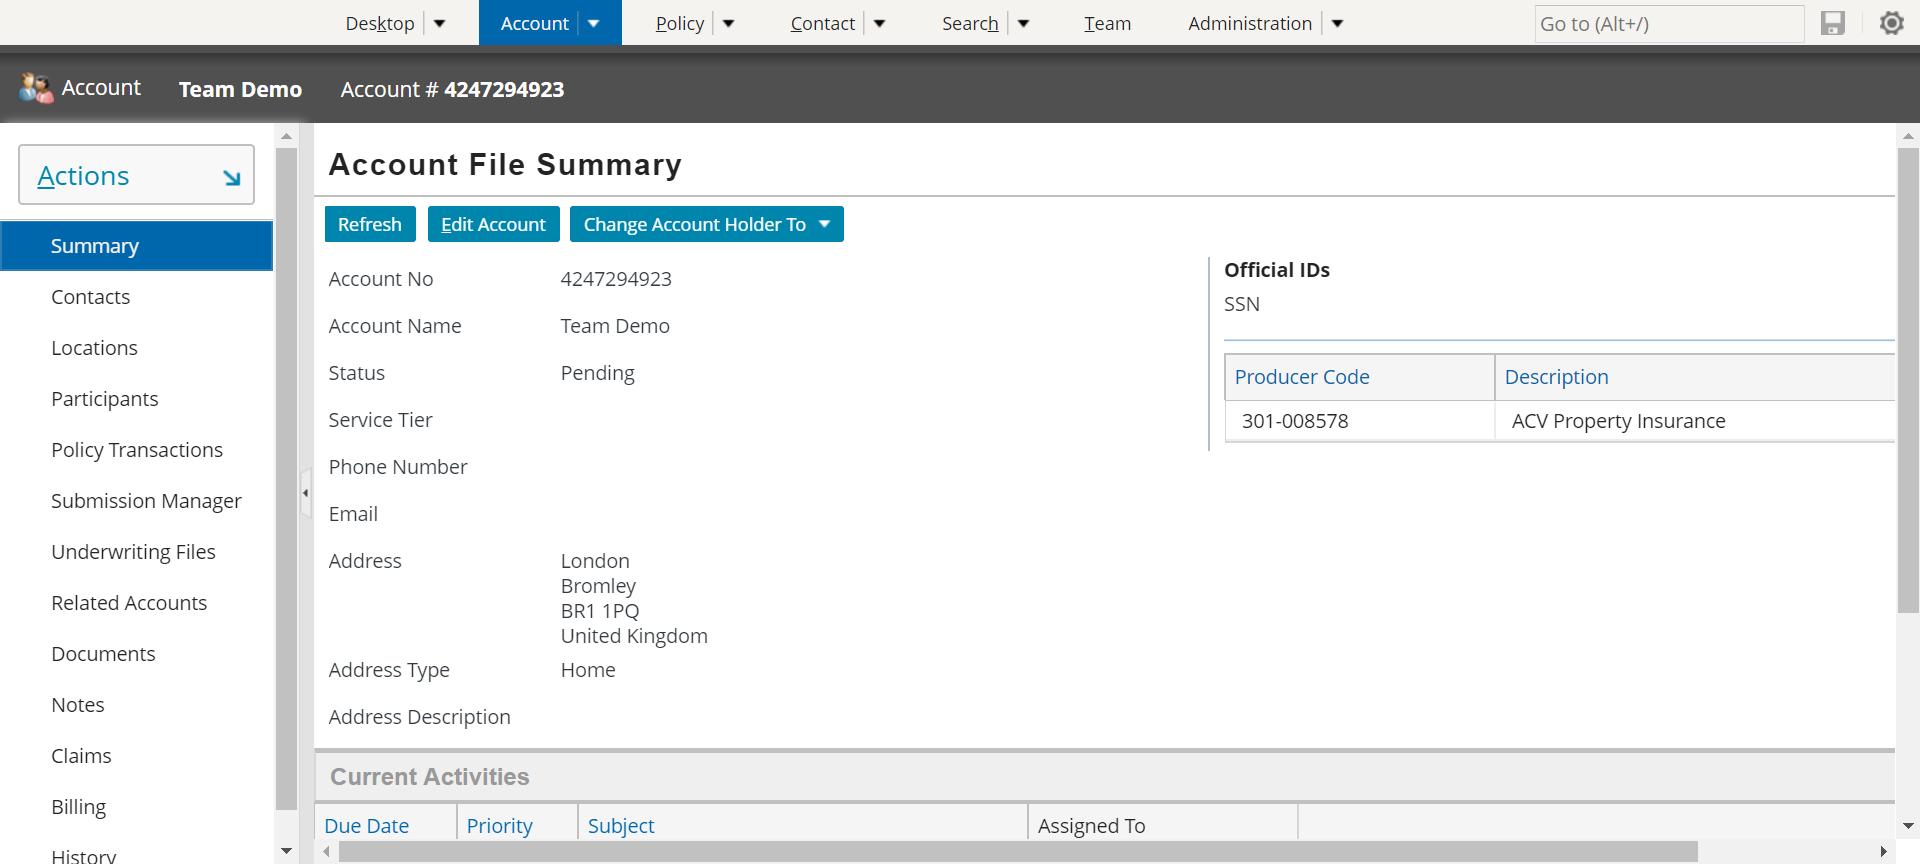 Desktop
Account
Policy
Contact
Search
Team
Administration
Go to (Alt+/)
Account
Team Demo
Account # 4247294923
Actions
Summary
Contacts
Locations
Participants
Policy Transactions
Submission Manager
Underwriting Files
Related Accounts
Documents
Notes
Claims
Billing
History
Account File Summary
Refresh
Edit Account
Change Account Holder To
Account No 4247294923
Account Name Team Demo
Status Pending
Service Tier
Phone Number
Email
Address London
Bromley
BR1 1PQ
United Kingdom
Address Type Home
Address Description
Official IDs
SSN
Producer Code Description
301-008578 ACV Property Insurance
Current Activities
Due Date Priority Subject Assigned To